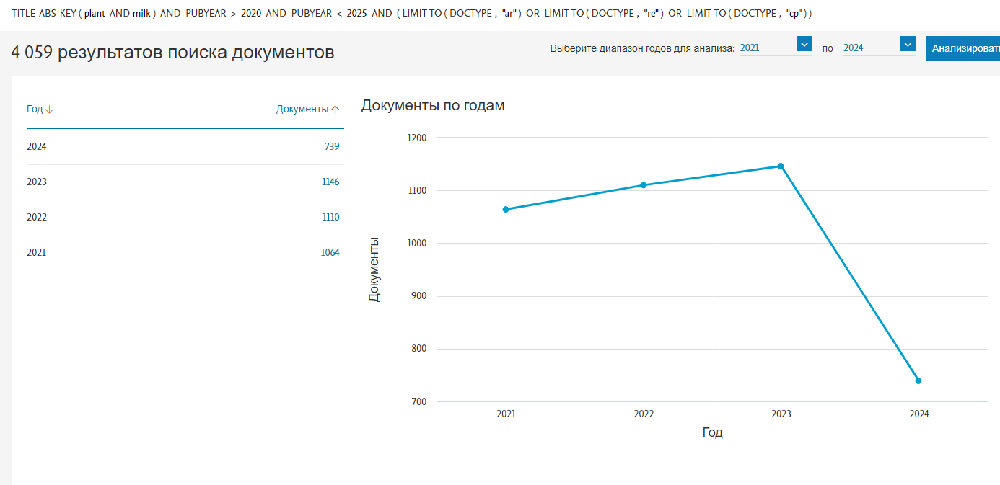 TITLE-ABS-KEY ( plant AND milk ) AND PUBYEAR > 2020 AND PUBYEAR < 2025 AND ( LIMIT-TO ( DOCTYPE , "ar" ) OR LIMIT-TO ( DOCTYPE , "re" ) OR LIMIT-TO ( DOCTYPE , "cp" ) )
4 059 результатов поиска документов
Выберите диапазон годов для анализа: 2021 по 2024 Анализироват
Год Документы
2024 739
2023 1146
2022 1110
2021 1064
Документы по годам
1200
1100
1000
900
800
700
Документы
2021 2022 2023 2024
Год